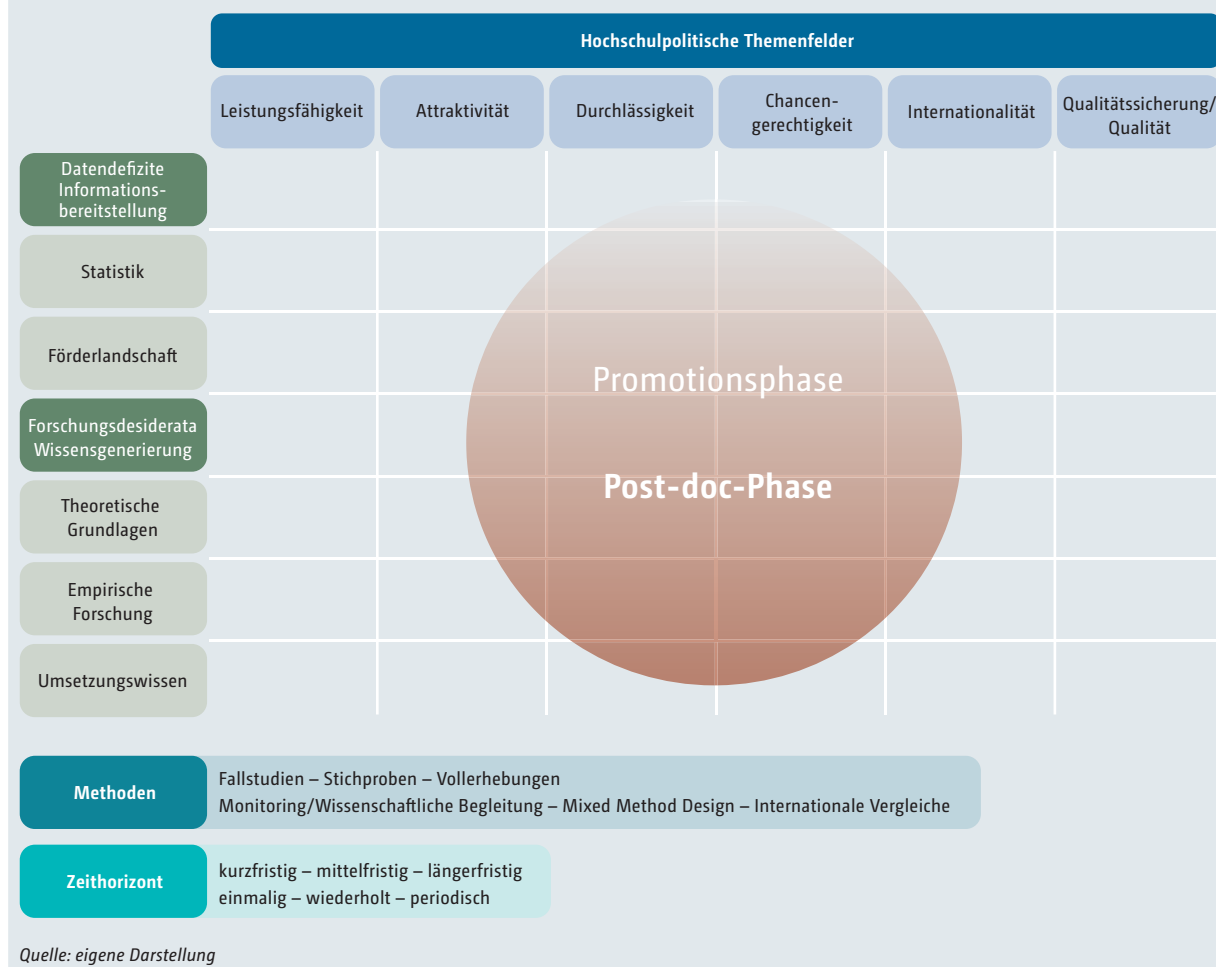 Hochschulpolitische Themenfelder
Leistungsfähigkeit
Attraktivität
Durchlässigkeit
Chancen-
gerechtigkeit
Internationalität
Qualitätssicherung/
Qualität
Datendefizite
Informations-
bereitstellung
Statistik
Förderlandschaft
Forschungsdesiderata
Wissensgenerierung
Theoretische
Grundlagen
Empirische
Forschung
Umsetzungswissen
Promotionsphase
Post-doc-Phase
Methoden
Fallstudien – Stichproben – Vollerhebungen
Monitoring/Wissenschaftliche Begleitung – Mixed Method Design – Internationale Vergleiche
Zeithorizont
kurzfristig – mittelfristig – längerfristig
einmalig – wiederholt – periodisch
Quelle: eigene Darstellung